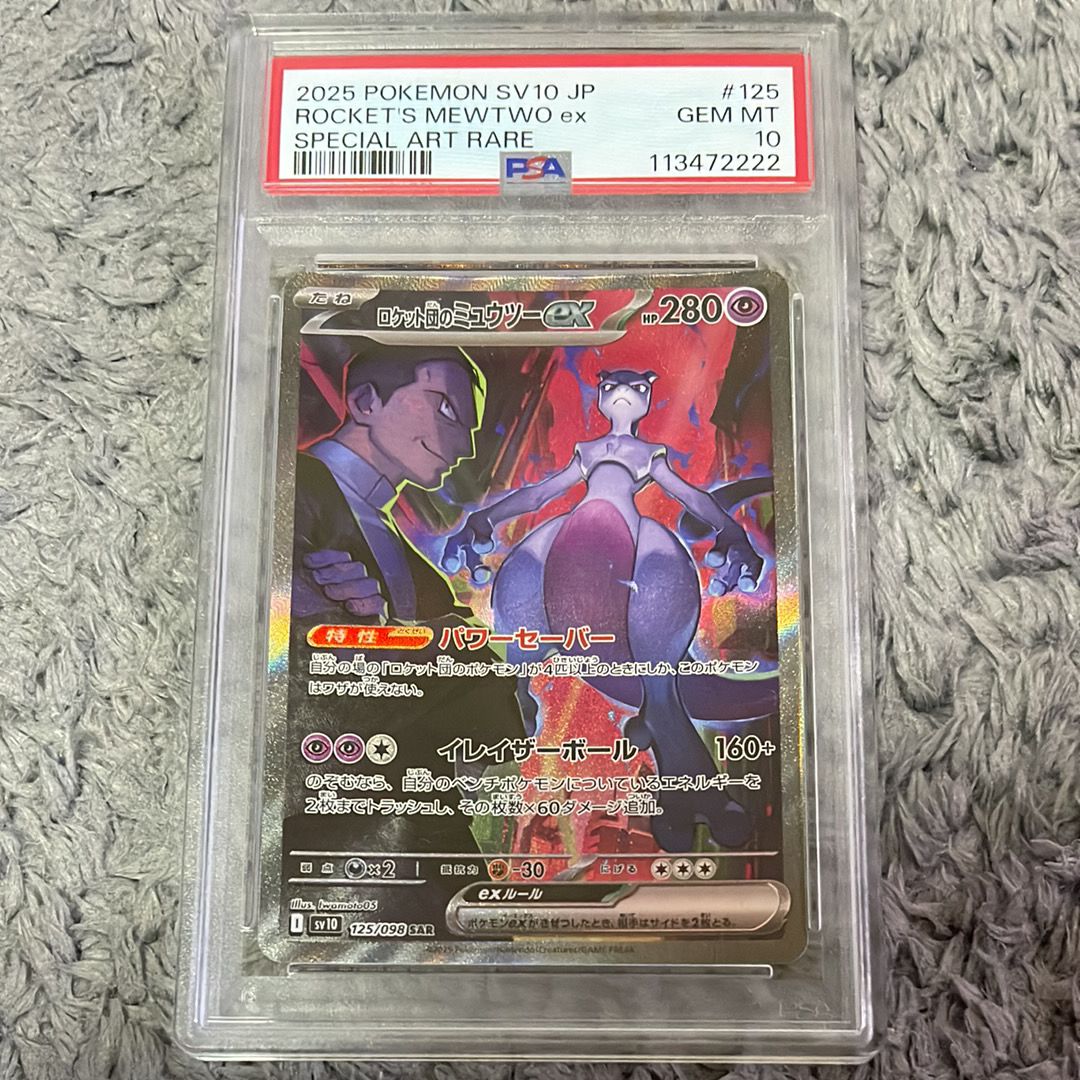 2025 POKEMON SV10 JP #125
ROCKET'S MEWTWO ex GEM MT
SPECIAL ART RARE 10
PSA 113472222
たね ロケット団のミュウツーex HP280
特性 パワーセーバー
自分の場の「ロケット団のポケモン」が4匹以上のときにしか、このポケモン
はワザが使えない。
イレイザーボール 160+
のぞむなら、自分のベンチポケモンについているエネルギーを
2枚までトラッシュし、その枚数×60ダメージ追加。
弱点 ×2 抵抗力 -30 にげる
exルール
ポケモンexがきぜつしたとき、相手はサイドを2枚とる。
Illus. Iwamoto05
I sv10 125/098 SAR
©2025 Pokémon/Nintendo/Creatures/GAME FREAK